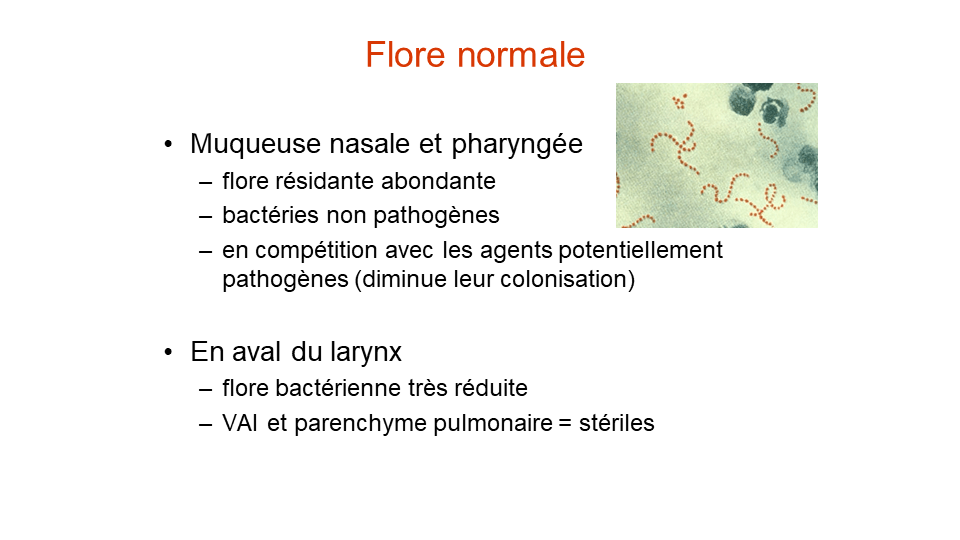 Flore normale
• Muqueuse nasale et pharyngée
– flore résidante abondante
– bactéries non pathogènes
– en compétition avec les agents potentiellement
pathogènes (diminue leur colonisation)
• En aval du larynx
– flore bactérienne très réduite
– VAI et parenchyme pulmonaire = stériles